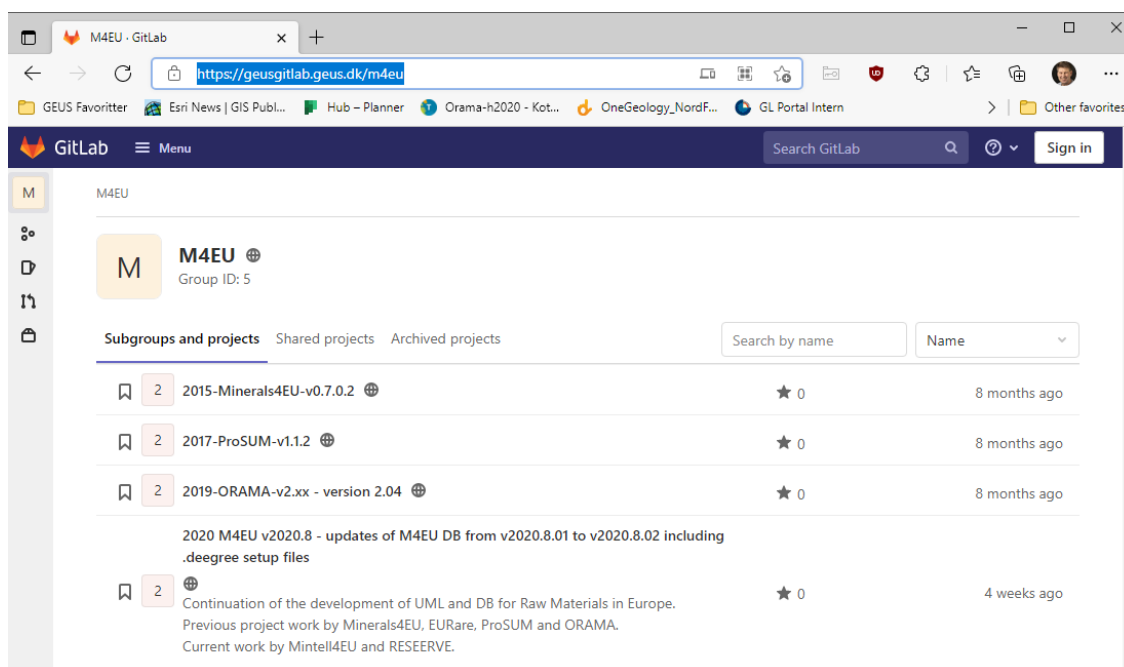 M4EU · GitLab
https://geusgitlab.geus.dk/m4eu
GEUS Favoritter Esri News | GIS Publ... Hub – Planner Orama-h2020 - Kot... OneGeology_NordF... GL Portal Intern Other favorites
GitLab Menu Search GitLab Sign in
M M4EU
M M4EU
Group ID: 5
Subgroups and projects Shared projects Archived projects Search by name Name
2 2015-Minerals4EU-v0.7.0.2 0 8 months ago
2 2017-ProSUM-v1.1.2 0 8 months ago
2 2019-ORAMA-v2.xx - version 2.04 0 8 months ago
2020 M4EU v2020.8 - updates of M4EU DB from v2020.8.01 to v2020.8.02 including
.deegree setup files
2 0 4 weeks ago
Continuation of the development of UML and DB for Raw Materials in Europe.
Previous project work by Minerals4EU, EURare, ProSUM and ORAMA.
Current work by Mintell4EU and RESEERVE.